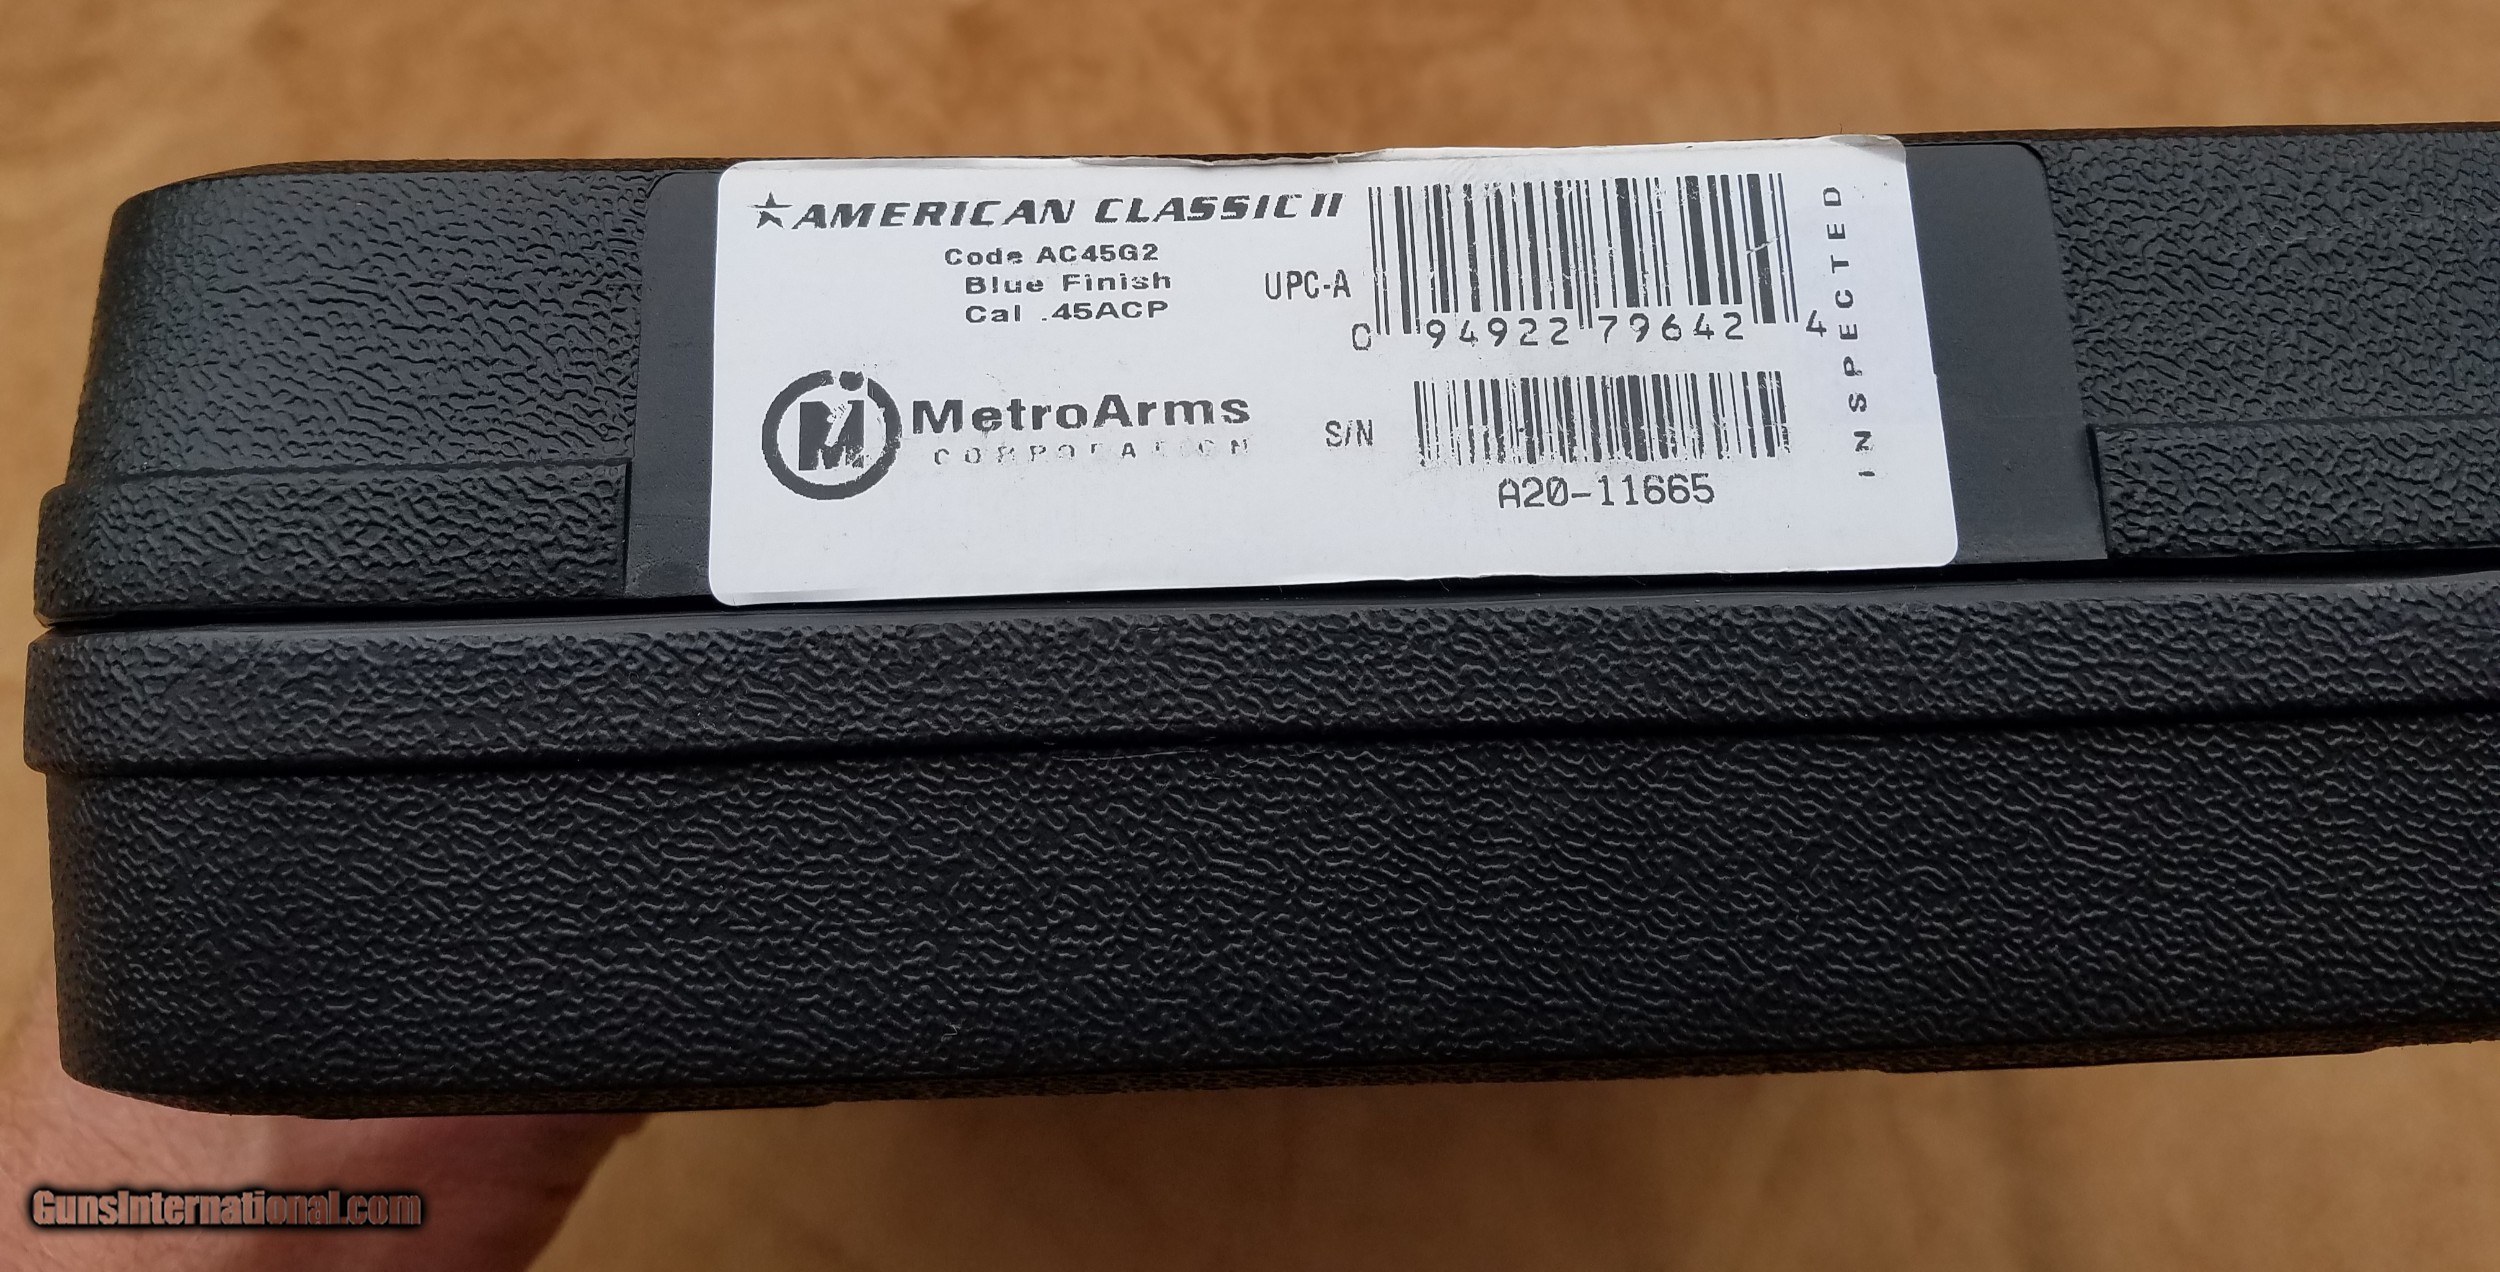 AMERICAN CLASSIC II
Code AC45G2
Blue Finish
Cal .45ACP
UPC-A
0 94922 79642 4
MetroArms
CORPORATION
S/N
A20-11665
INSPECTED
GunsInternational.com